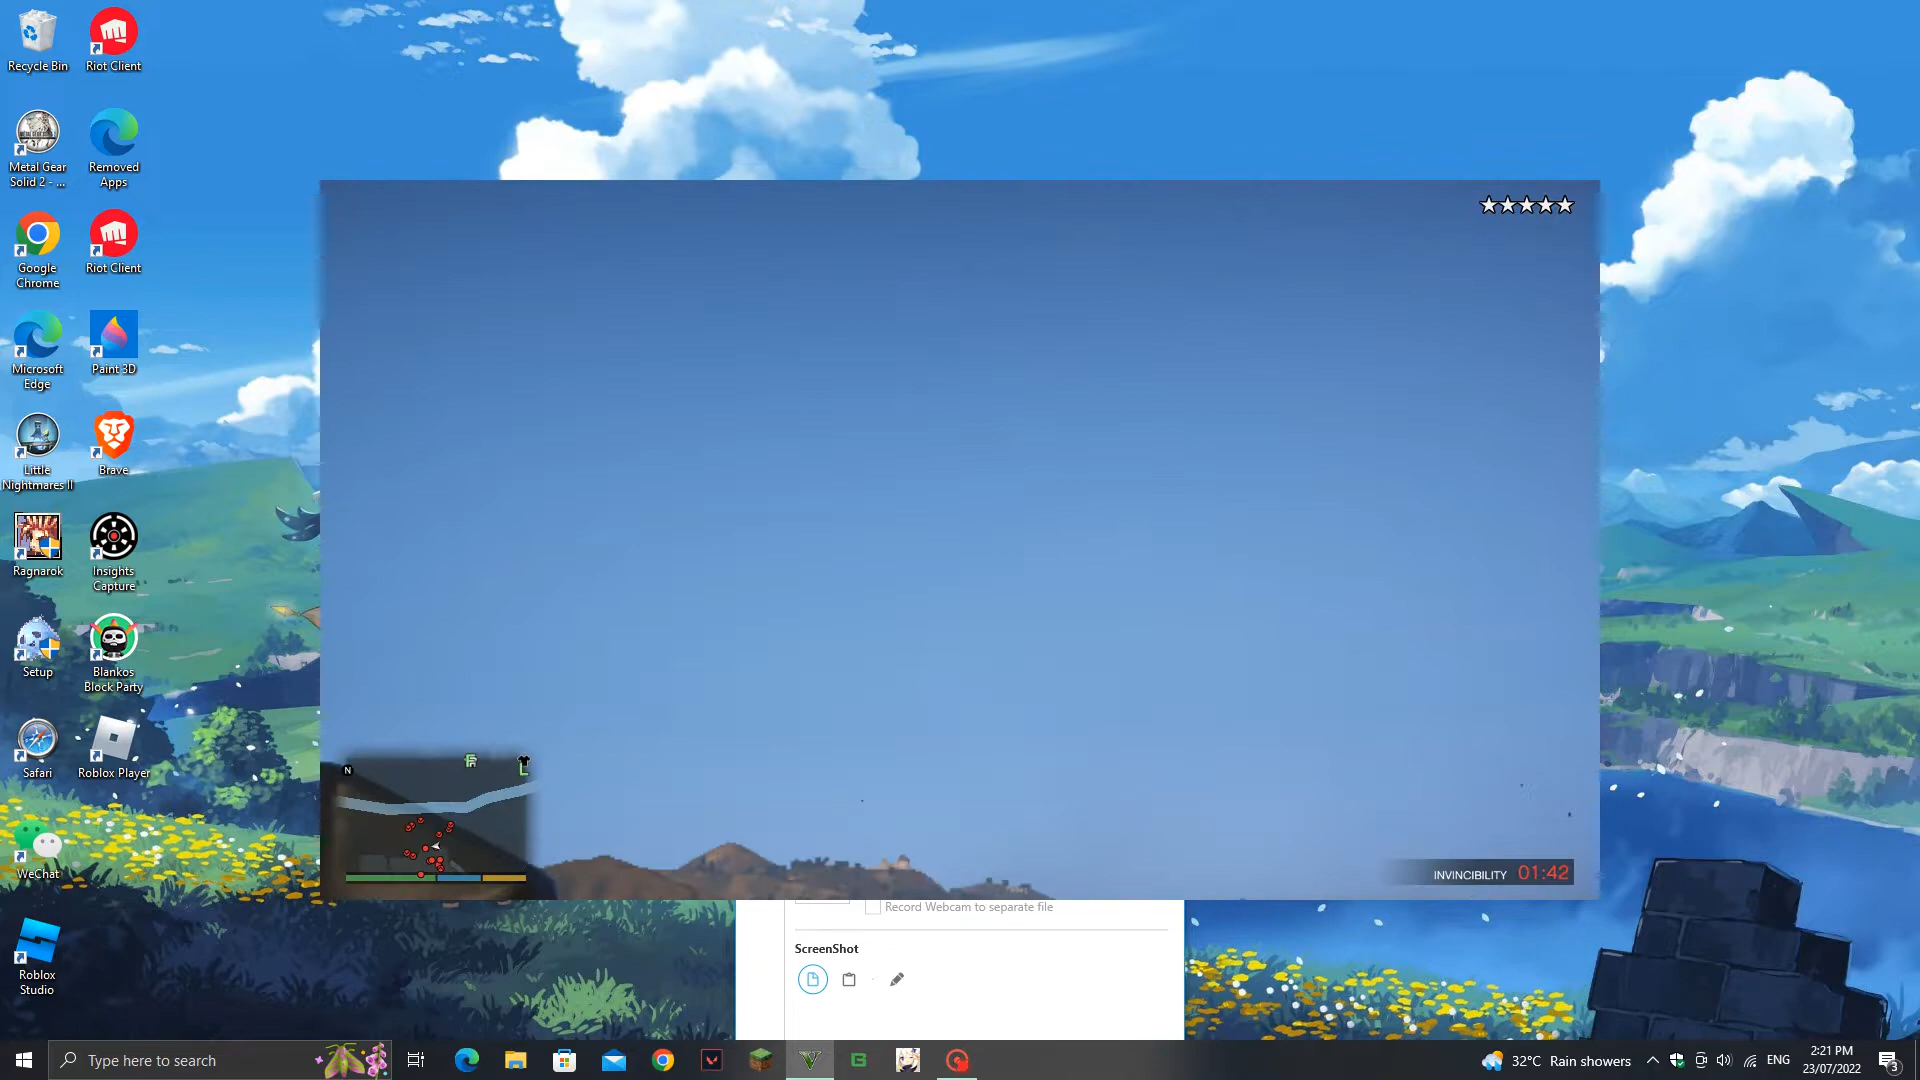 Recycle Bin
Riot Client
Metal Gear
Solid 2 - ...
Removed
Apps
Google
Chrome
Riot Client
Microsoft
Edge
Paint 3D
Little
Nightmares II
Brave
Ragnarok
Insights
Capture
Setup
Blankos
Block Party
Safari
Roblox Player
WeChat
Roblox
Studio
N
INVINCIBILITY 01:42
Record Webcam to separate file
ScreenShot
Type here to search
32°C Rain showers
ENG
2:21 PM
23/07/2022
3